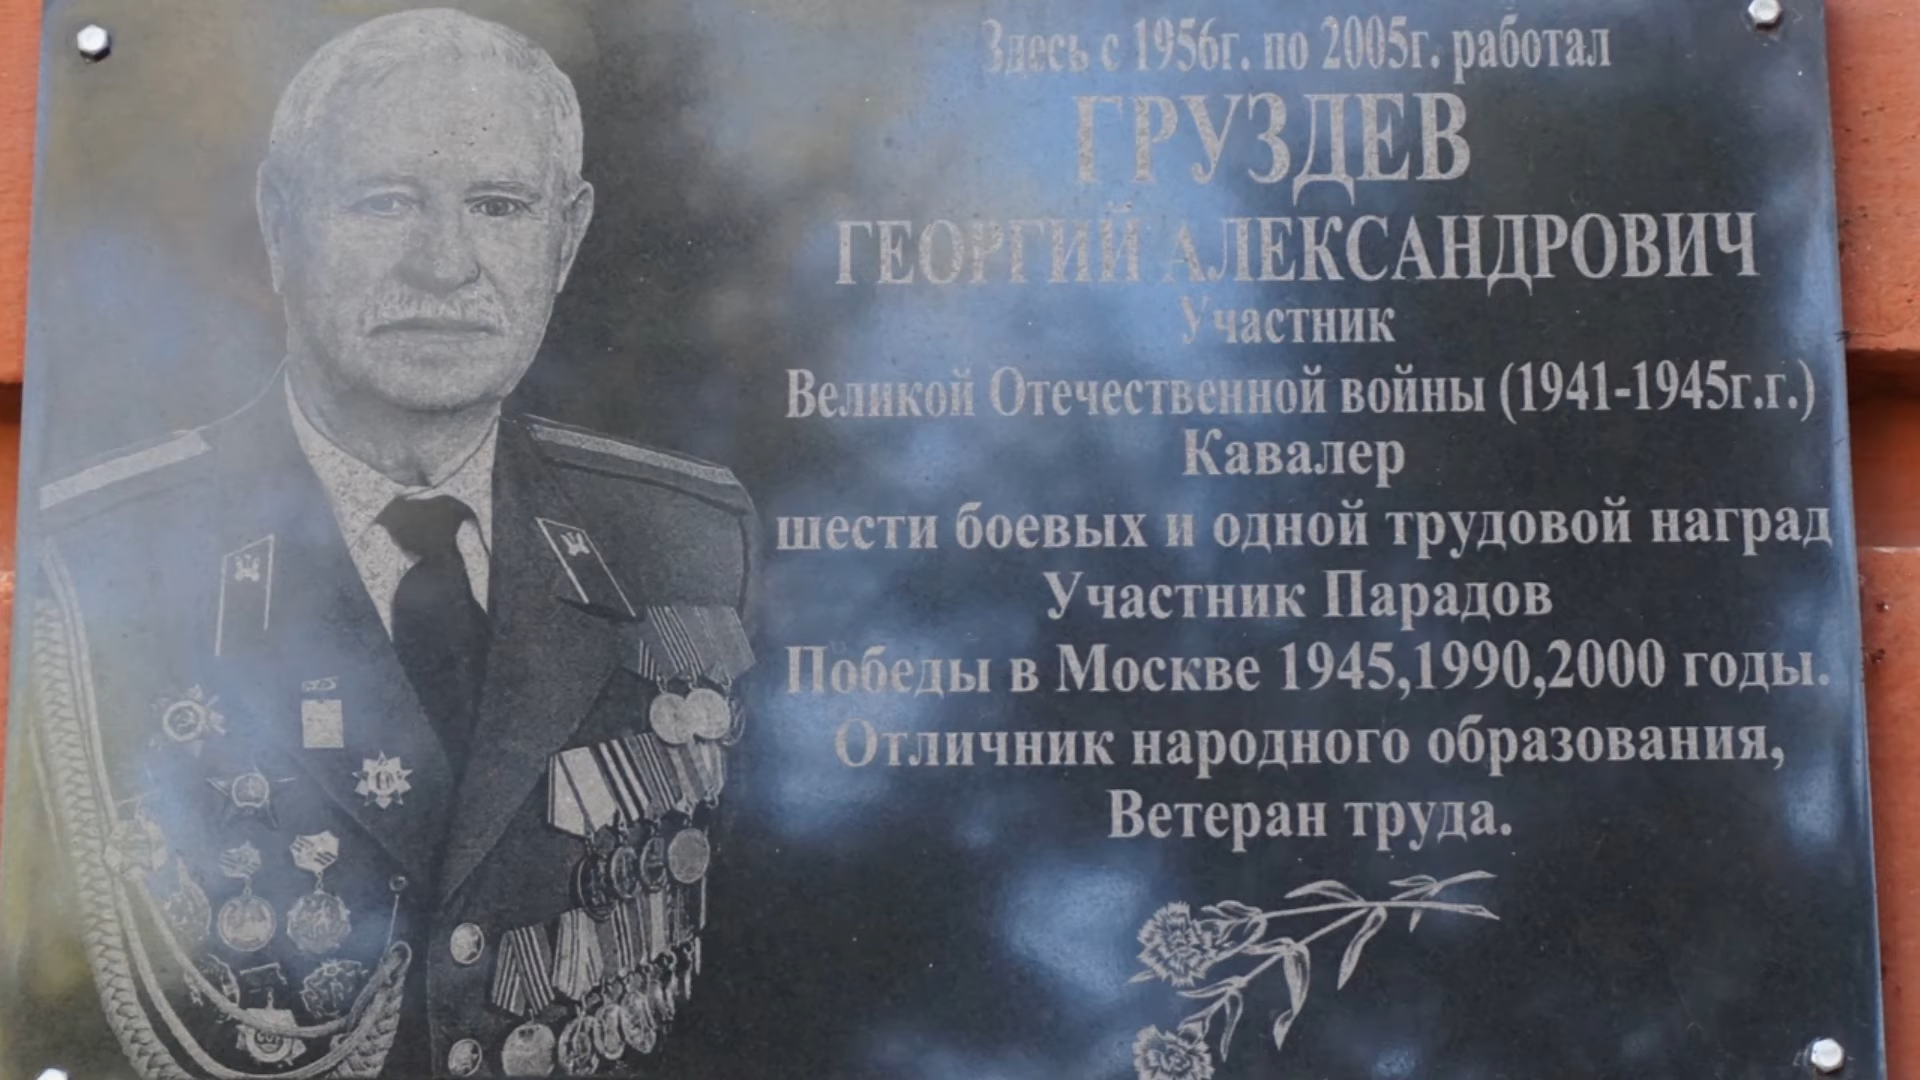 Здесь с 1956г. по 2005г. работал
ГРУЗДЕВ
ГЕОРГИЙ АЛЕКСАНДРОВИЧ
Участник
Великой Отечественной войны (1941-1945г.г.)
Кавалер
шести боевых и одной трудовой наград
Участник Парадов
Победы в Москве 1945,1990,2000 годы.
Отличник народного образования,
Ветеран труда.